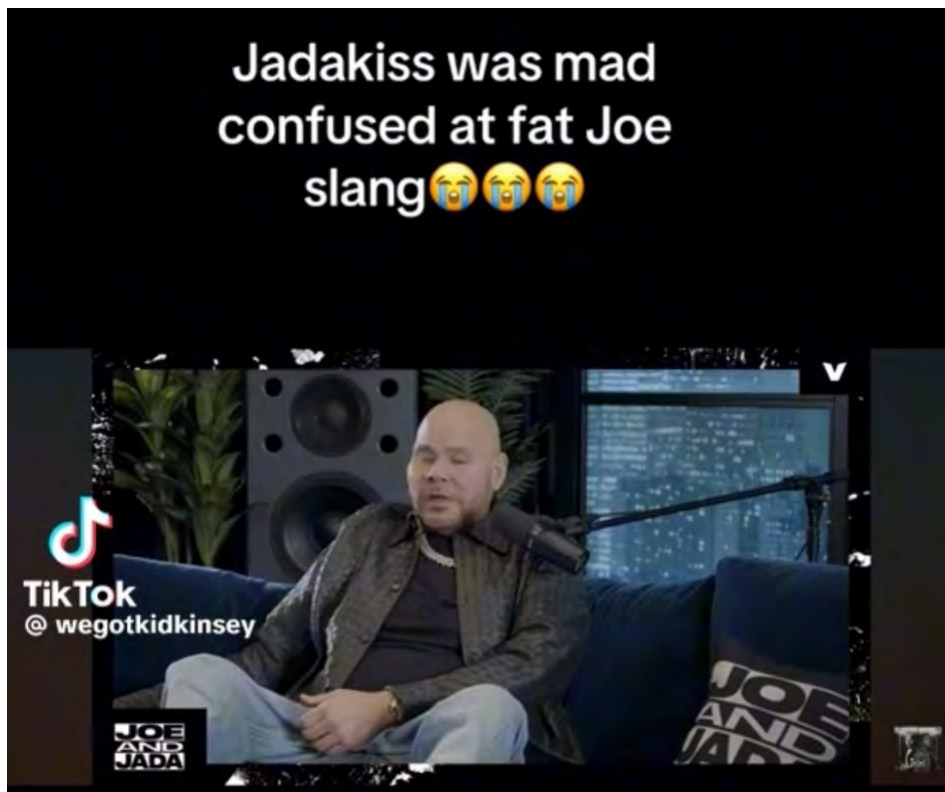 Jadakiss was mad
confused at fat Joe
slang😭😭😭
V
TikTok
@ wegotkidkinsey
JOE
AND
JADA
JOE
AND
JADA